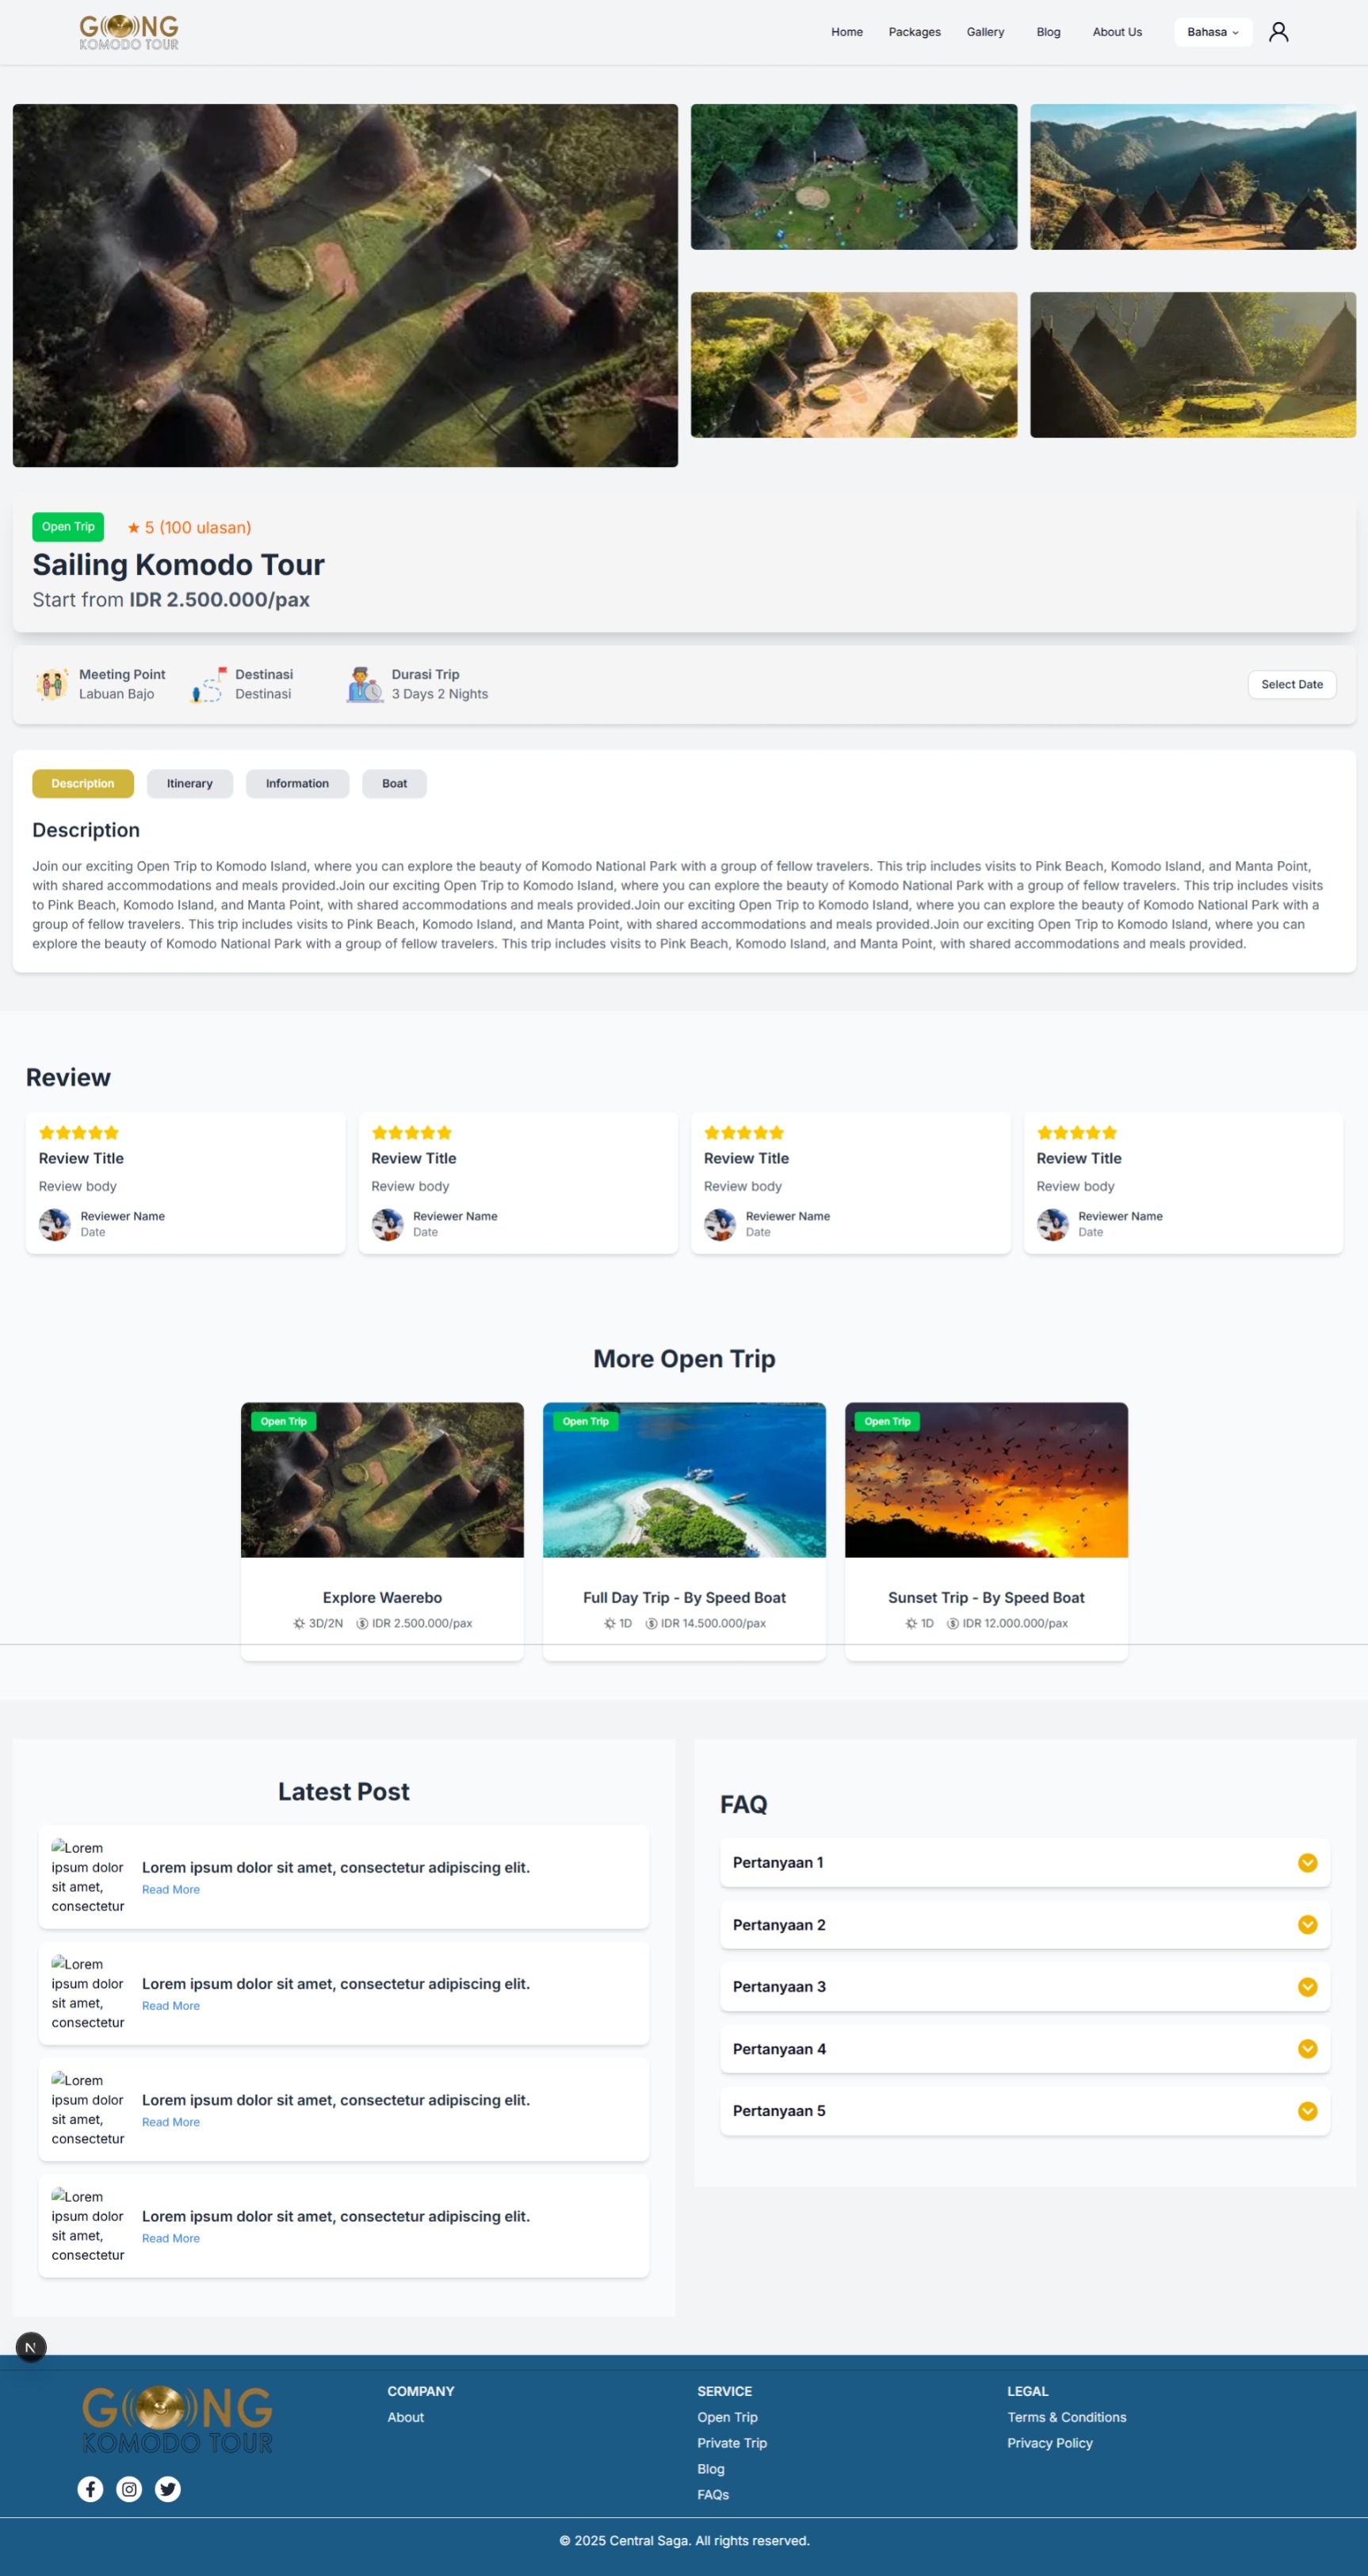 GONG
KOMODO TOUR
Home
Packages
Gallery
Blog
About Us
Bahasa
Open Trip
★ 5 (100 ulasan)
Sailing Komodo Tour
Start from IDR 2.500.000/pax
Meeting Point
Labuan Bajo
Destinasi
Destinasi
Durasi Trip
3 Days 2 Nights
Select Date
Description
Itinerary
Information
Boat
Description
Join our exciting Open Trip to Komodo Island, where you can explore the beauty of Komodo National Park with a group of fellow travelers. This trip includes visits to Pink Beach, Komodo Island, and Manta Point,
with shared accommodations and meals provided.Join our exciting Open Trip to Komodo Island, where you can explore the beauty of Komodo National Park with a group of fellow travelers. This trip includes visits
to Pink Beach, Komodo Island, and Manta Point, with shared accommodations and meals provided.Join our exciting Open Trip to Komodo Island, where you can explore the beauty of Komodo National Park with a
group of fellow travelers. This trip includes visits to Pink Beach, Komodo Island, and Manta Point, with shared accommodations and meals provided.Join our exciting Open Trip to Komodo Island, where you can
explore the beauty of Komodo National Park with a group of fellow travelers. This trip includes visits to Pink Beach, Komodo Island, and Manta Point, with shared accommodations and meals provided.
Review
Review Title
Review body
Reviewer Name
Date
Review Title
Review body
Reviewer Name
Date
Review Title
Review body
Reviewer Name
Date
Review Title
Review body
Reviewer Name
Date
More Open Trip
Open Trip
Explore Waerebo
3D/2N IDR 2.500.000/pax
Open Trip
Full Day Trip - By Speed Boat
1D IDR 14.500.000/pax
Open Trip
Sunset Trip - By Speed Boat
1D IDR 12.000.000/pax
Latest Post
Lorem
ipsum dolor
sit amet,
consectetur
Lorem ipsum dolor sit amet, consectetur adipiscing elit.
Read More
Lorem
ipsum dolor
sit amet,
consectetur
Lorem ipsum dolor sit amet, consectetur adipiscing elit.
Read More
Lorem
ipsum dolor
sit amet,
consectetur
Lorem ipsum dolor sit amet, consectetur adipiscing elit.
Read More
Lorem
ipsum dolor
sit amet,
consectetur
Lorem ipsum dolor sit amet, consectetur adipiscing elit.
Read More
FAQ
Pertanyaan 1
Pertanyaan 2
Pertanyaan 3
Pertanyaan 4
Pertanyaan 5
N
GONG
KOMODO TOUR
COMPANY
About
SERVICE
Open Trip
Private Trip
Blog
FAQs
LEGAL
Terms & Conditions
Privacy Policy
© 2025 Central Saga. All rights reserved.